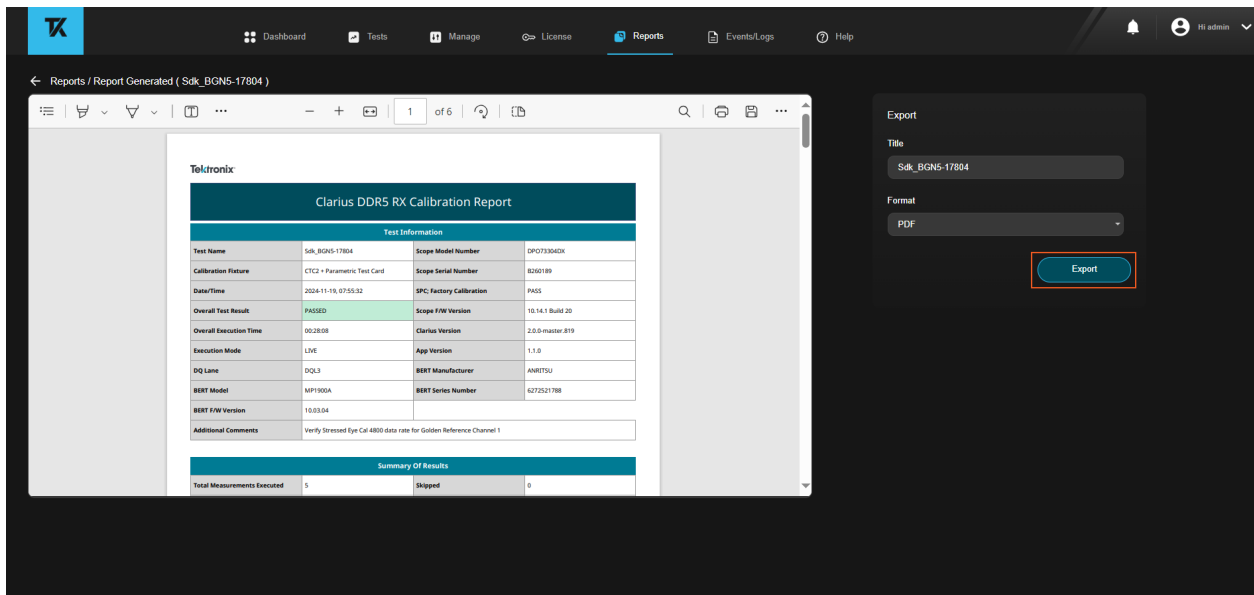 TK
Dashboard Tests Manage License Reports Events/Logs Help Hi admin
Reports / Report Generated ( Sdk_BGN5-17804 )
1 of 6
Tektronix
Clarius DDR5 RX Calibration Report
Test Information
Test Name Sdk_BGN5-17804 Scope Model Number DPO73304DX
Calibration Fixture CTC2 + Parametric Test Card Scope Serial Number B260189
Date/Time 2024-11-19, 07:55:32 SPC; Factory Calibration PASS
Overall Test Result PASSED Scope F/W Version 10.14.1 Build 20
Overall Execution Time 00:28:08 Clarius Version 2.0.0-master.819
Execution Mode LIVE App Version 1.1.0
DQ Lane DQL3 BERT Manufacturer ANRITSU
BERT Model MP1900A BERT Series Number 6272521788
BERT F/W Version 10.03.04
Additional Comments Verify Stressed Eye Cal 4800 data rate for Golden Reference Channel 1
Summary Of Results
Total Measurements Executed 5 Skipped 0
Export
Title
Sdk_BGN5-17804
Format
PDF
Export